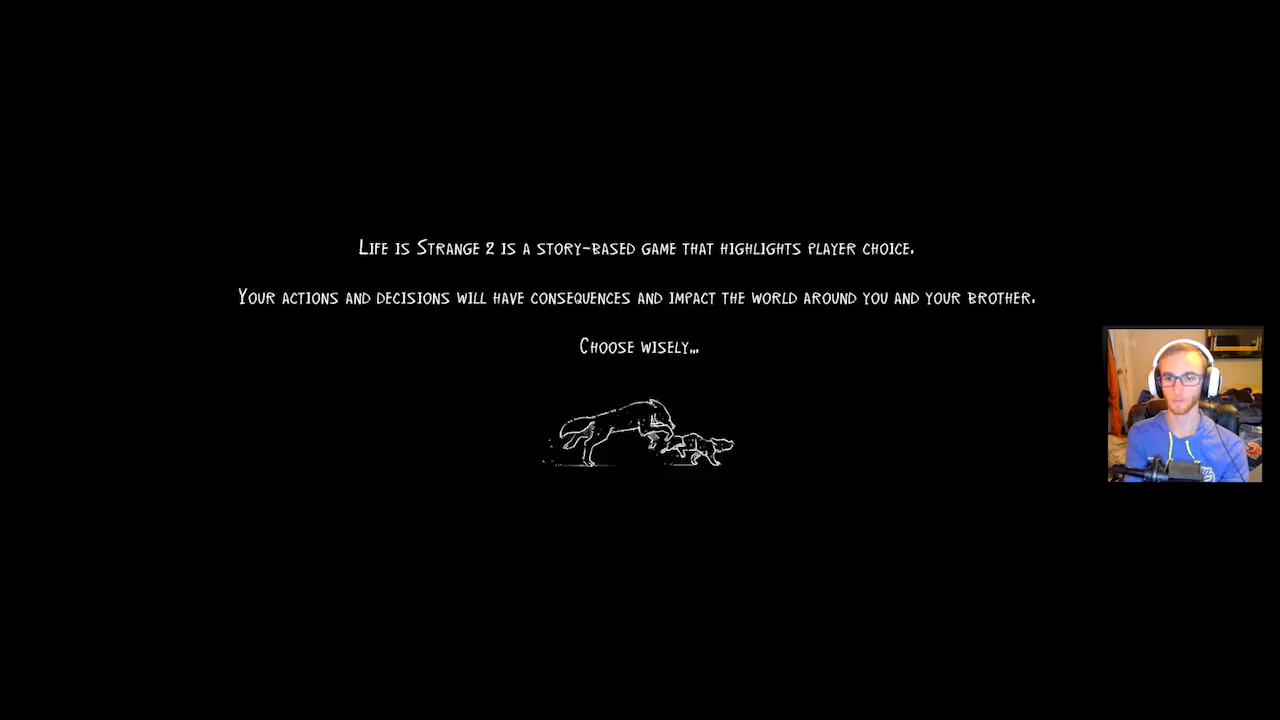 Life is Strange 2 is a story-based game that highlights player choice.
Your actions and decisions will have consequences and impact the world around you and your brother.
Choose wisely...